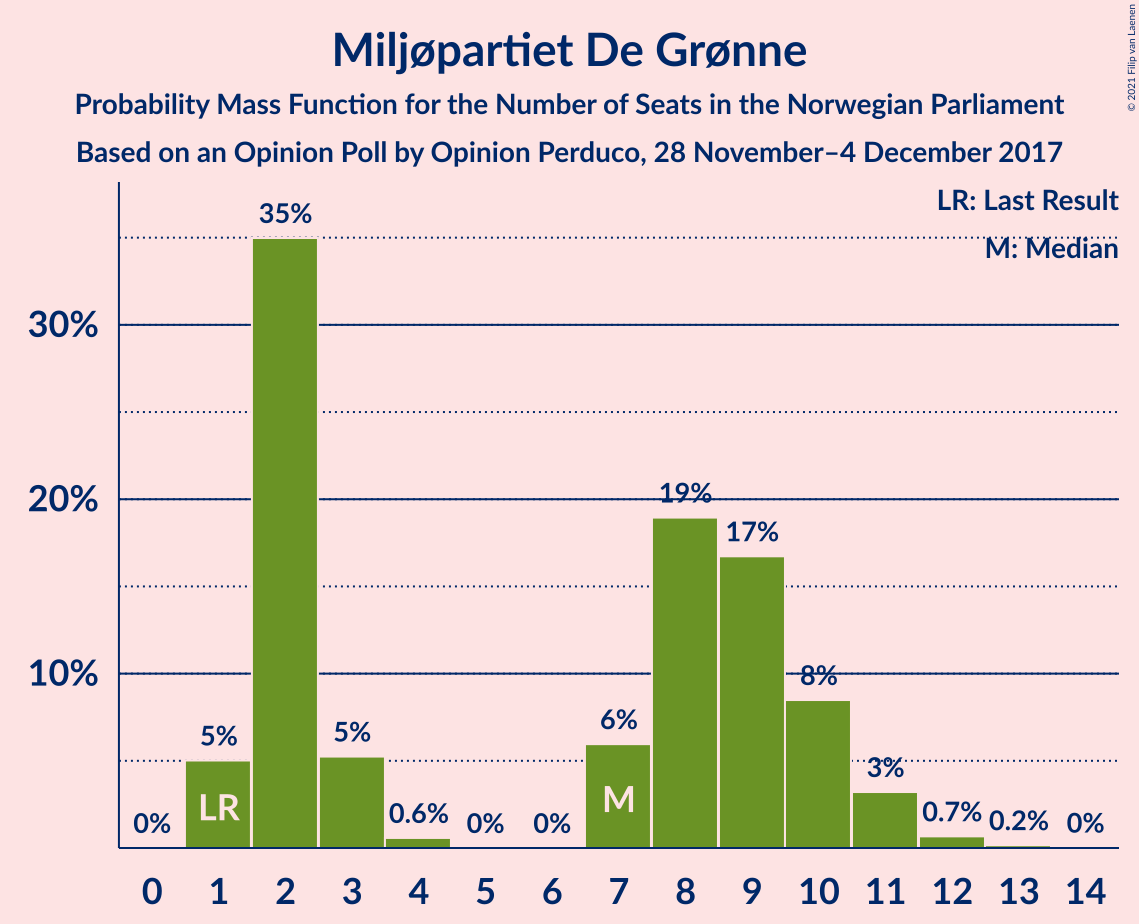 Miljøpartiet De Grønne
Probability Mass Function for the Number of Seats in the Norwegian Parliament
Based on an Opinion Poll by Opinion Perduco, 28 November–4 December 2017
© 2021 Filip van Laenen
LR: Last Result
M: Median
35%
30%
20%
19%
17%
10%
8%
6%
5%
5%
3%
0%
LR
0.6%
0%
0%
M
0.7%
0.2%
0%
0 1 2 3 4 5 6 7 8 9 10 11 12 13 14